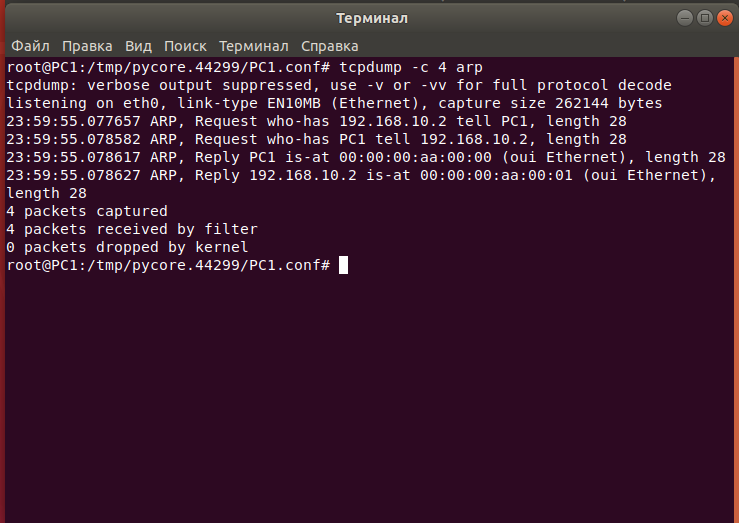 Терминал
Файл Правка Вид Поиск Терминал Справка
root@PC1:/tmp/pycore.44299/PC1.conf# tcpdump -c 4 arp
tcpdump: verbose output suppressed, use -v or -vv for full protocol decode
listening on eth0, link-type EN10MB (Ethernet), capture size 262144 bytes
23:59:55.077657 ARP, Request who-has 192.168.10.2 tell PC1, length 28
23:59:55.078582 ARP, Request who-has PC1 tell 192.168.10.2, length 28
23:59:55.078617 ARP, Reply PC1 is-at 00:00:00:aa:00:00 (oui Ethernet), length 28
23:59:55.078627 ARP, Reply 192.168.10.2 is-at 00:00:00:aa:00:01 (oui Ethernet),
length 28
4 packets captured
4 packets received by filter
0 packets dropped by kernel
root@PC1:/tmp/pycore.44299/PC1.conf#